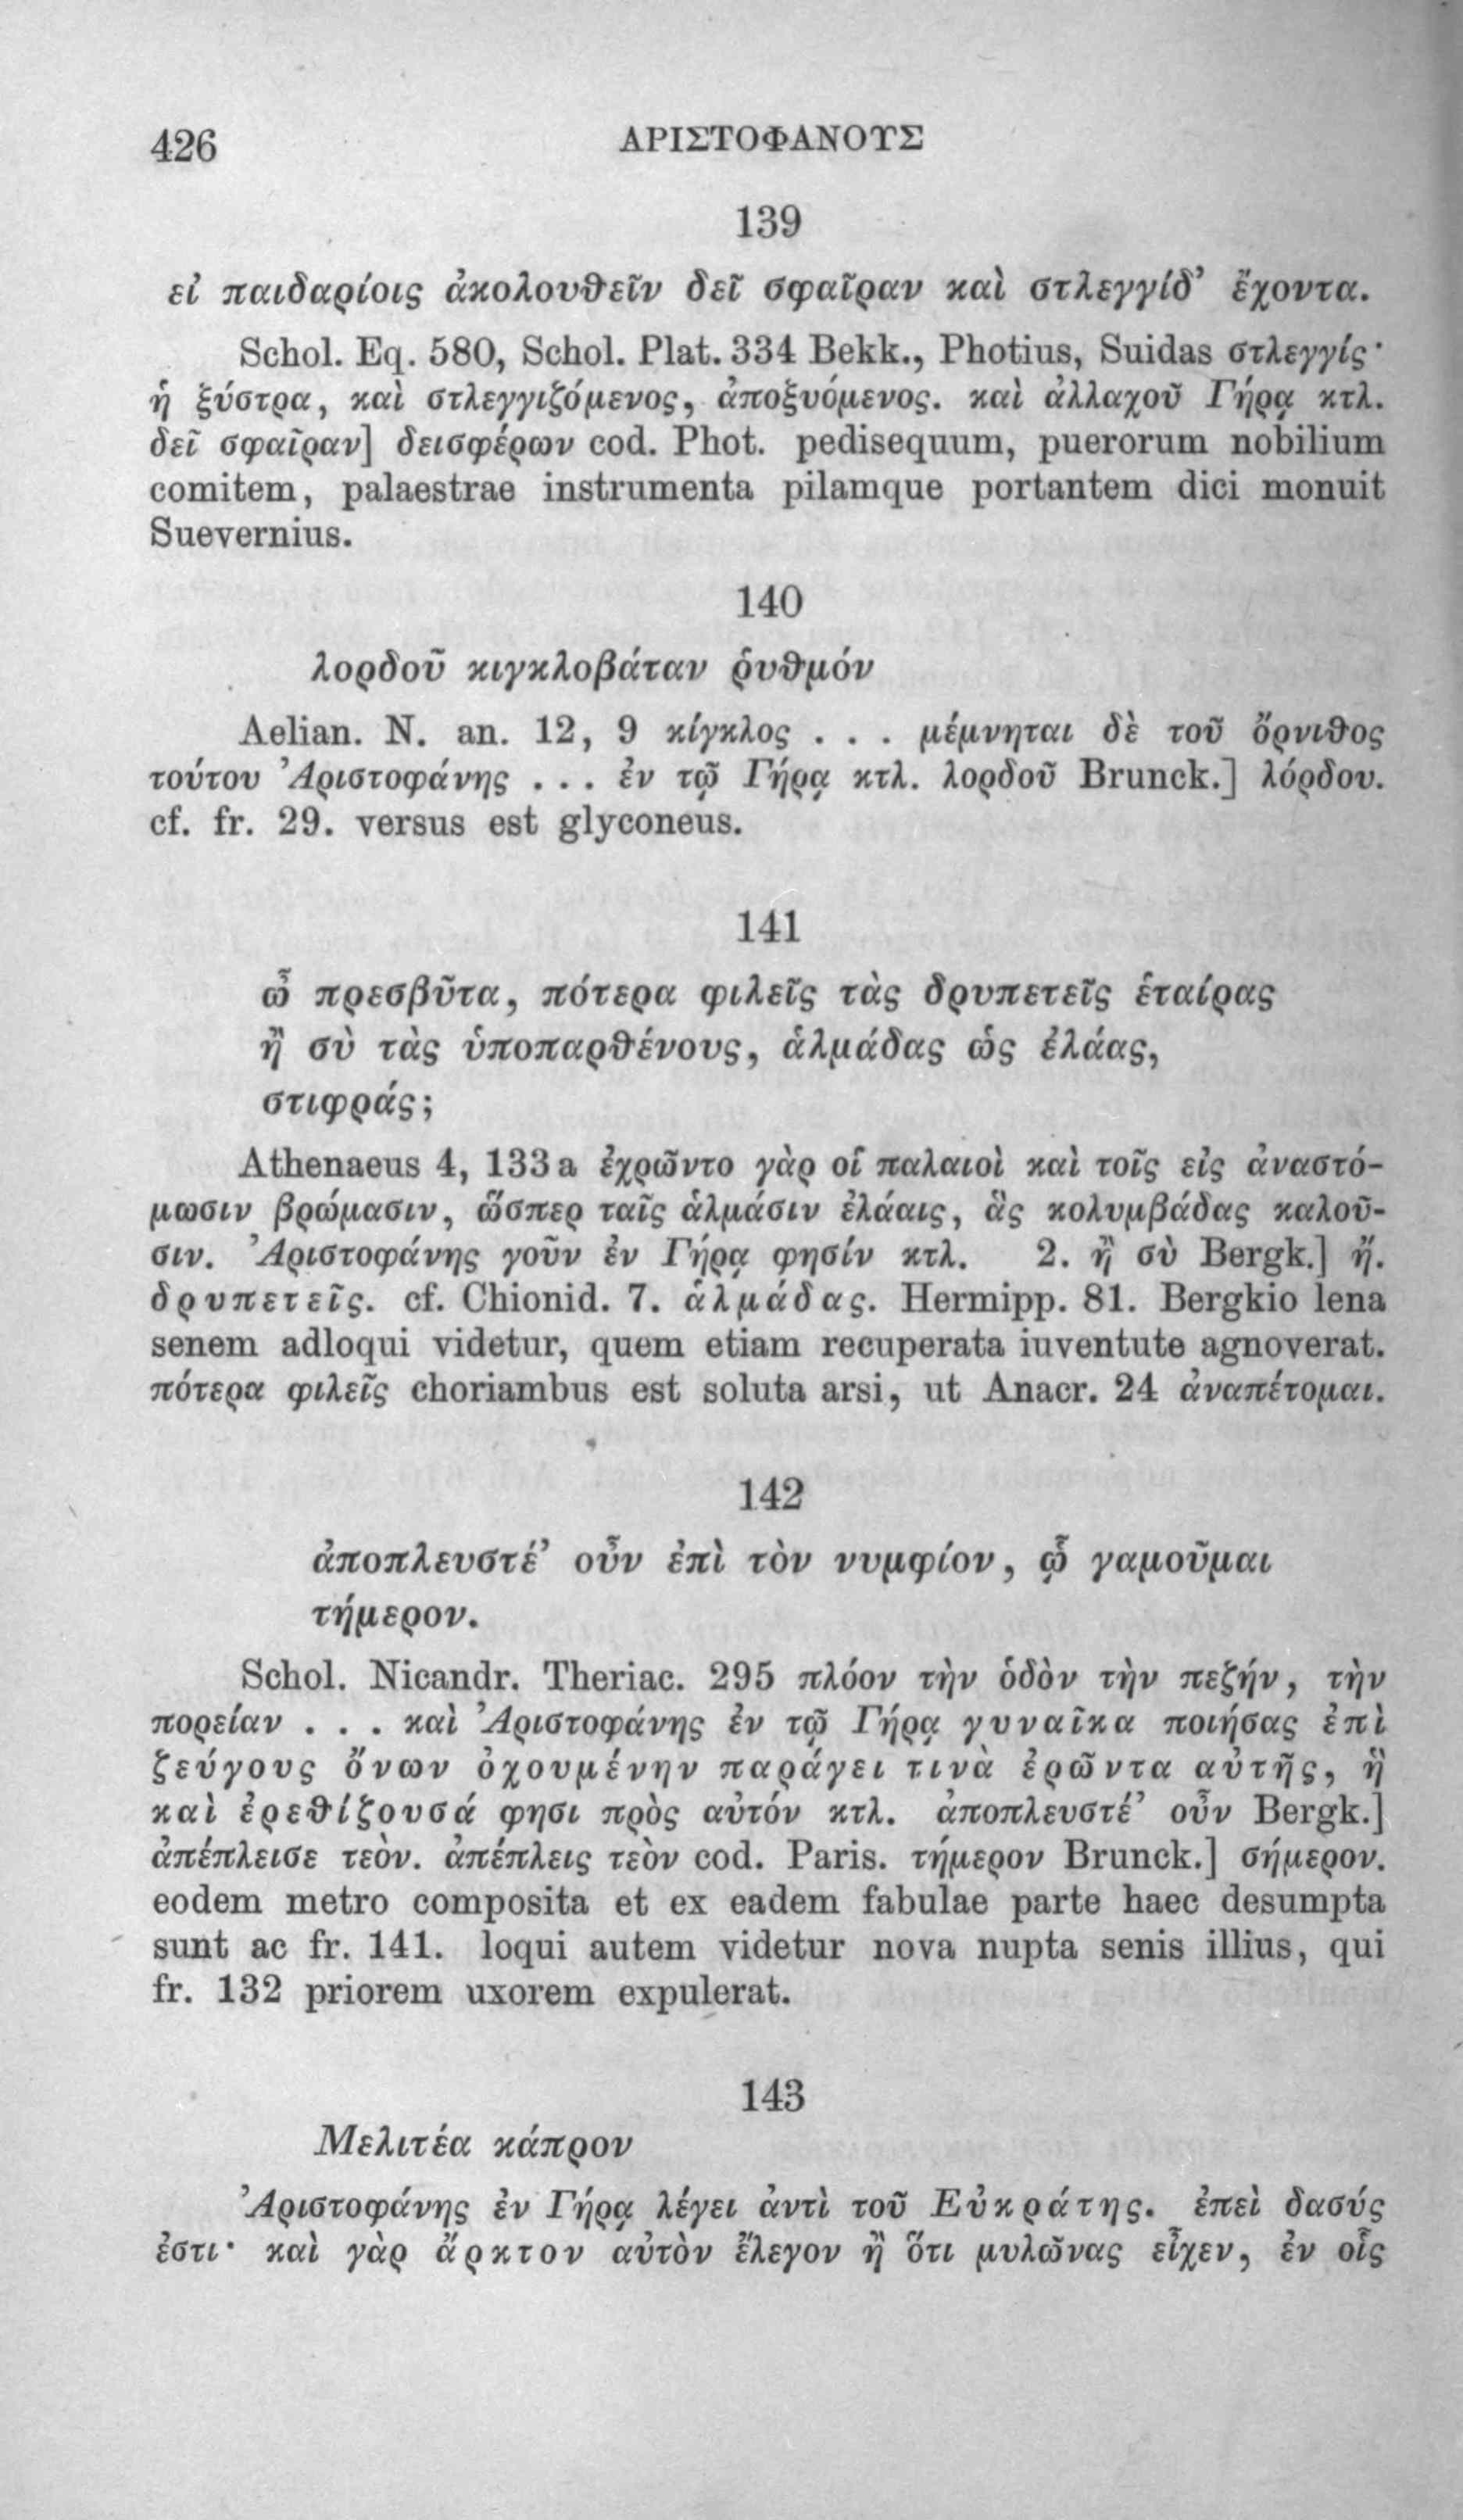 426
ΑΡΙΣΤΟΦΑΝΟΥΣ
139
εἰ παιδαρίοις ἀκολουθεῖν δεῖ σφαῖραν καὶ στλεγγίδ’ ἔχοντα.
Schol. Eq. 580, Schol. Plat. 334 Bekk., Photius, Suidas στλεγγίς·
ἡ ξύστρα, καὶ στλεγγιζόμενος, ἀποξυόμενος. καὶ ἀλλαχοῦ Γήρᾳ κτλ.
δεῖ σφαῖραν] δεισφέρων cod. Phot. pedisequum, puerorum nobilium
comitem, palaestrae instrumenta pilamque portantem dici monuit
Suevernius.
140
λορδοῦ κιγκλοβάταν ῥυθμόν
Aelian. N. an. 12, 9 κίγκλος . . . μέμνηται δὲ τοῦ ὄρνιθος
τούτου Ἀριστοφάνης . . . ἐν τῷ Γήρᾳ κτλ. λορδοῦ Brunck.] λόρδου.
cf. fr. 29. versus est glyconeus.
141
ὦ πρεσβῦτα, πότερα φιλεῖς τὰς δρυπετεῖς ἑταίρας
ἢ σὺ τὰς ὑποπαρθένους, ἁλμάδας ὡς ἐλάας,
στιφράς;
Athenaeus 4, 133 a ἐχρῶντο γὰρ οἱ παλαιοὶ καὶ τοῖς εἰς ἀναστό-
μωσιν βρώμασιν, ὥσπερ ταῖς ἁλμάσιν ἐλάαις, ἃς κολυμβάδας καλοῦ-
σιν. Ἀριστοφάνης γοῦν ἐν Γήρᾳ φησίν κτλ. 2. ἢ σὺ Bergk.] ἤ.
δρυπετεῖς. cf. Chionid. 7. ἁλμάδας. Hermipp. 81. Bergkio lena
senem adloqui videtur, quem etiam recuperata iuventute agnoverat.
πότερα φιλεῖς choriambus est soluta arsi, ut Anacr. 24 ἀναπέτομαι.
142
ἀποπλευστέ’ οὖν ἐπὶ τὸν νυμφίον, ᾧ γαμοῦμαι
τήμερον.
Schol. Nicandr. Theriac. 295 πλόον τὴν ὁδὸν τὴν πεζήν, τὴν
πορείαν . . . καὶ Ἀριστοφάνης ἐν τῷ Γήρᾳ γυναῖκα ποιήσας ἐπὶ
ζεύγους ὄνων ὀχουμένην παράγει τινὰ ἐρῶντα αὐτῆς, ἣ
καὶ ἐρεθίζουσά φησι πρὸς αὐτόν κτλ. ἀποπλευστέ’ οὖν Bergk.]
ἀπέπλεισε τεὸν. ἀπέπλεις τεὸν cod. Paris. τήμερον Brunck.] σήμερον.
eodem metro composita et ex eadem fabulae parte haec desumpta
sunt ac fr. 141. loqui autem videtur nova nupta senis illius, qui
fr. 132 priorem uxorem expulerat.
143
Μελιτέα κάπρον
Ἀριστοφάνης ἐν Γήρᾳ λέγει ἀντὶ τοῦ Εὐκράτης. ἐπεὶ δασύς
ἐστι· καὶ γὰρ ἄρκτον αὐτὸν ἔλεγον ἢ ὅτι μυλῶνας εἶχεν, ἐν οἷς